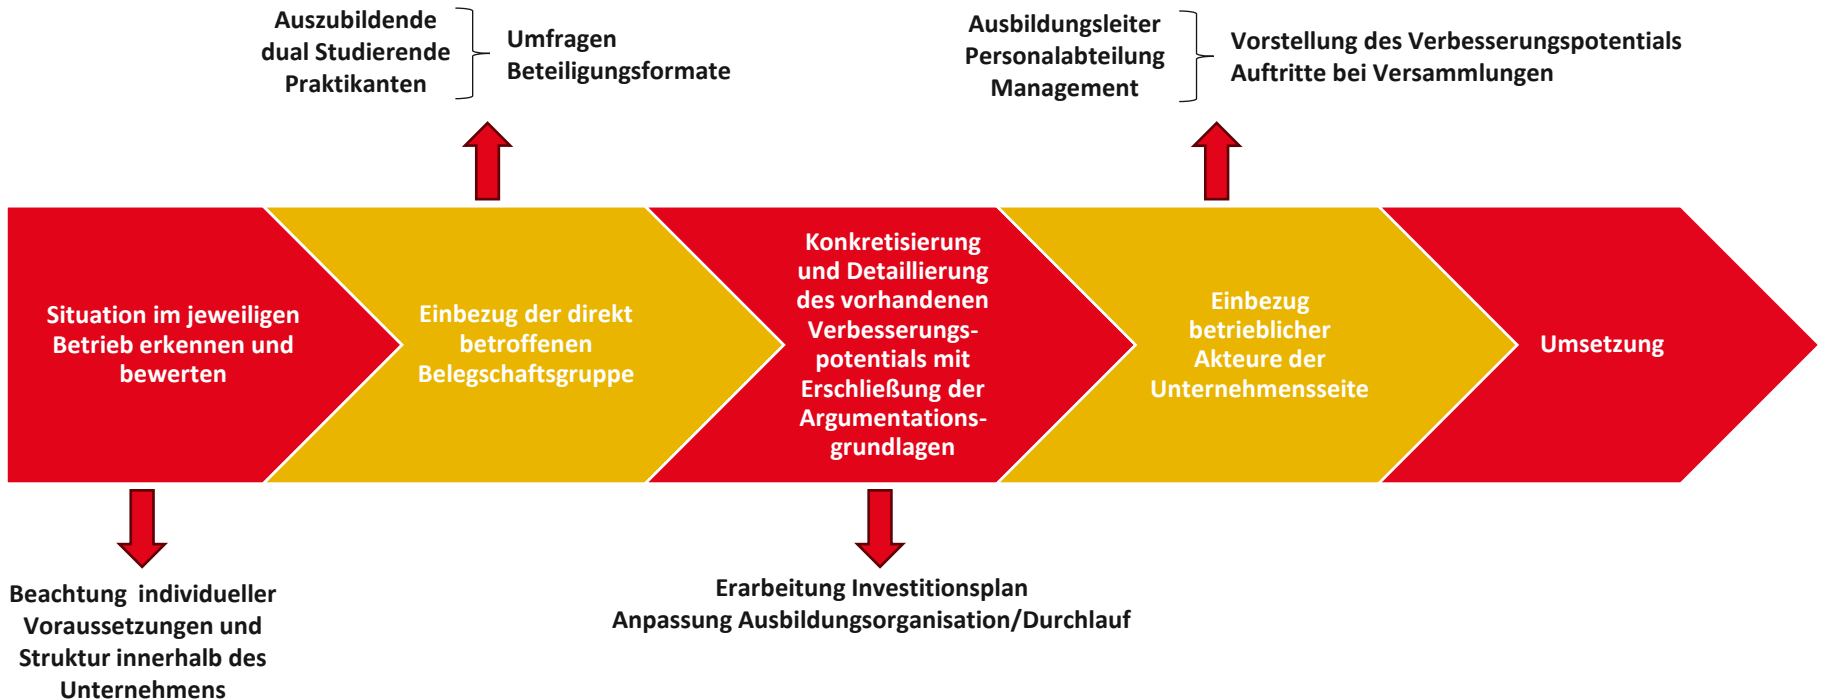 Auszubildende
dual Studierende
Praktikanten
Umfragen
Beteiligungsformate
Ausbildungsleiter
Personalabteilung
Management
Vorstellung des Verbesserungspotentials
Auftritte bei Versammlungen
Situation im jeweiligen
Betrieb erkennen und
bewerten
Einbezug der direkt
betroffenen
Belegschaftsgruppe
Konkretisierung
und Detaillierung
des vorhandenen
Verbesserungs-
potentials mit
Erschließung der
Argumentations-
grundlagen
Einbezug
betrieblicher
Akteure der
Unternehmensseite
Umsetzung
Beachtung individueller
Voraussetzungen und
Struktur innerhalb des
Unternehmens
Erarbeitung Investitionsplan
Anpassung Ausbildungsorganisation/Durchlauf